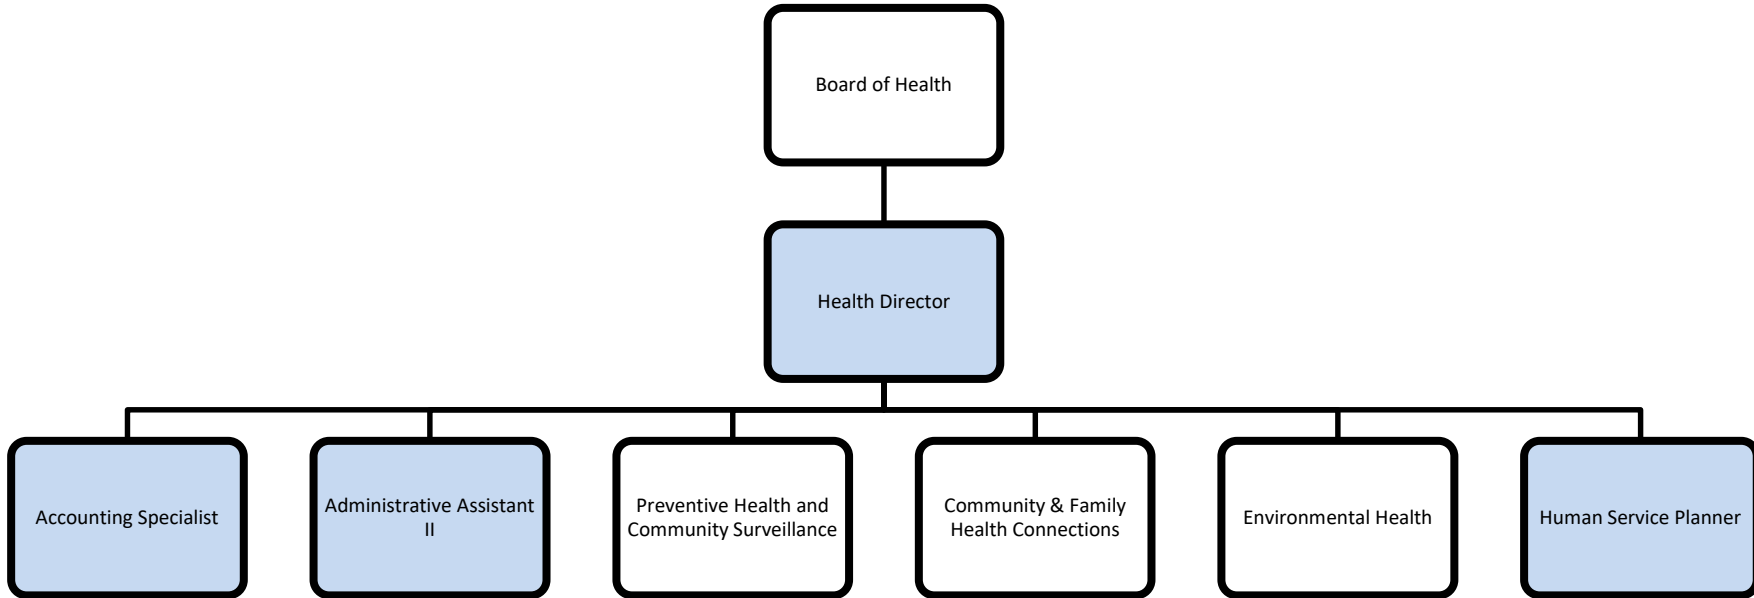 Board of Health
Health Director
Accounting Specialist
Administrative Assistant
II
Preventive Health and
Community Surveillance
Community & Family
Health Connections
Environmental Health
Human Service Planner